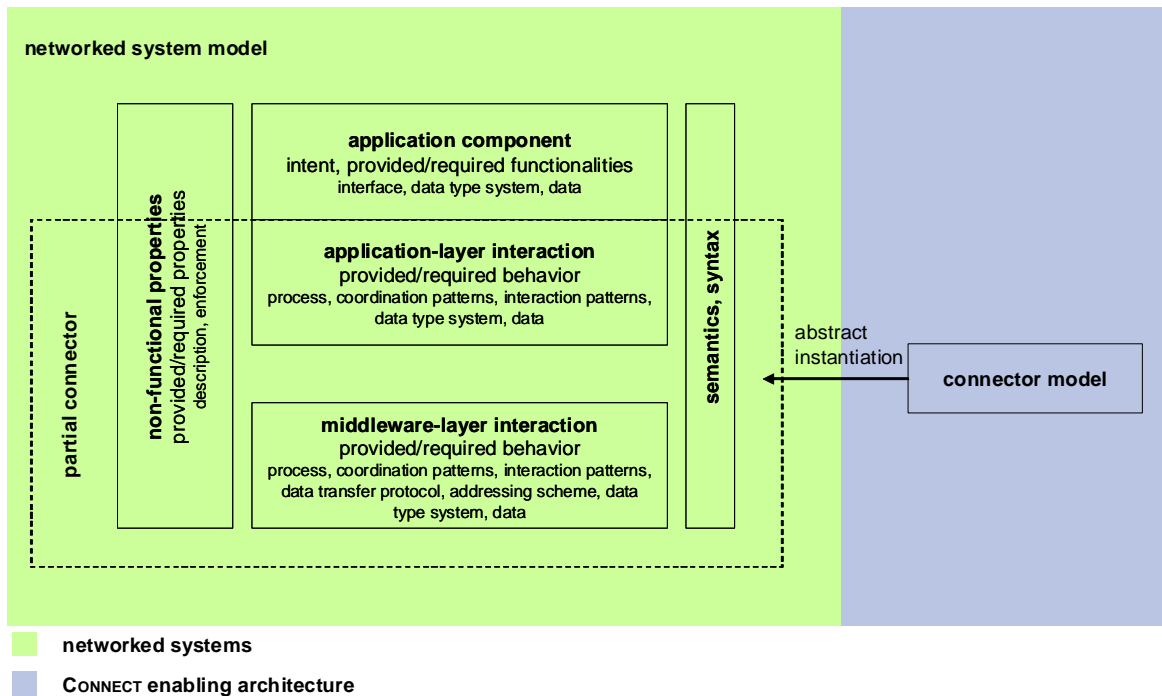 networked system model
application component
intent, provided/required functionalities
interface, data type system, data
application-layer interaction
provided/required behavior
process, coordination patterns, interaction patterns,
data type system, data
middleware-layer interaction
provided/required behavior
process, coordination patterns, interaction patterns,
data transfer protocol, addressing scheme, data
type system, data
partial connector
non-functional properties
provided/required properties
description, enforcement
semantics, syntax
abstract
instantiation
connector model
networked systems
CONNECT enabling architecture